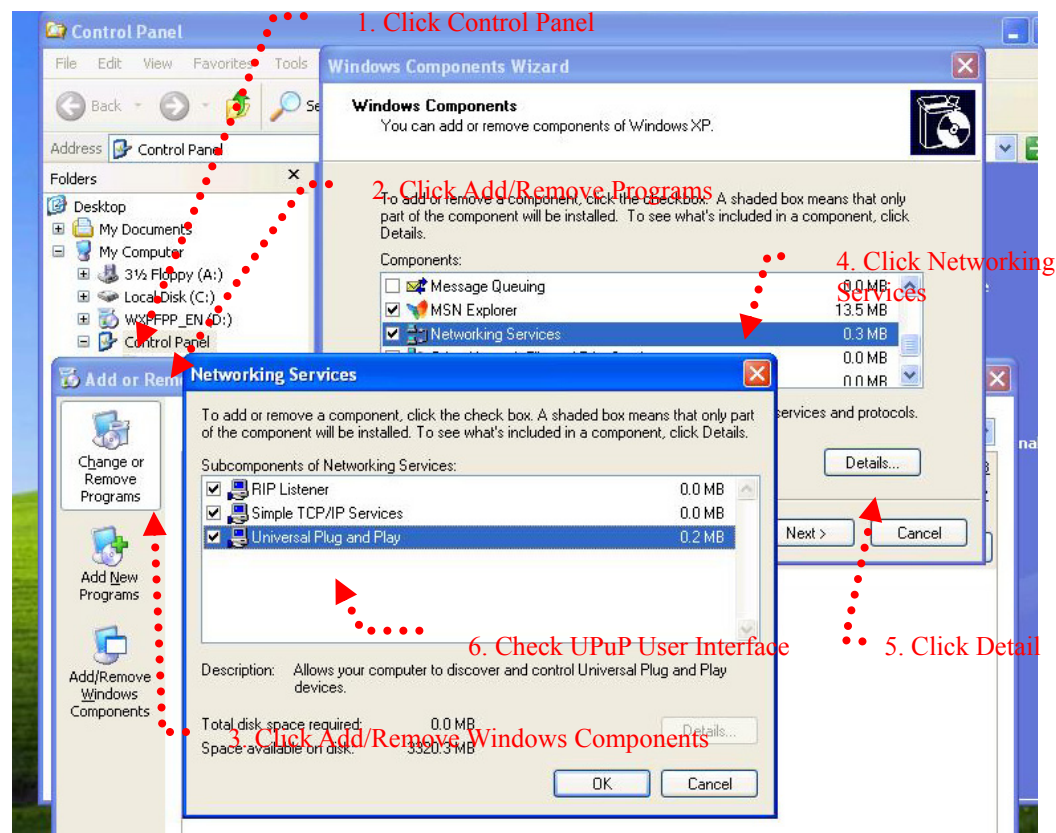 1. Click Control Panel
Control Panel
File Edit View Favorites Tools
Back
Address Control Panel
Folders
Desktop
My Documents
My Computer
3½ Floppy (A:)
Local Disk (C:)
WXPFPP_EN (D:)
Control Panel
Windows Components Wizard
Windows Components
You can add or remove components of Windows XP.
2. Click Add/Remove Programs
To add or remove a component, click the checkbox. A shaded box means that only
part of the component will be installed. To see what's included in a component, click
Details.
Components:
4. Click Networking
Services
Message Queuing 0.0 MB
MSN Explorer 13.5 MB
Networking Services 0.3 MB
0.0 MB
0.0 MB
services and protocols.
Details...
Next > Cancel
5. Click Detail
Add or Rem
Change or
Remove
Programs
Add New
Programs
Add/Remove
Windows
Components
3. Click Add/Remove Windows Components
Networking Services
To add or remove a component, click the check box. A shaded box means that only part
of the component will be installed. To see what's included in a component, click Details.
Subcomponents of Networking Services:
RIP Listener 0.0 MB
Simple TCP/IP Services 0.0 MB
Universal Plug and Play 0.2 MB
6. Check UPuP User Interface
Description: Allows your computer to discover and control Universal Plug and Play
devices.
Total disk space required: 0.0 MB
Space available on disk: 3320.3 MB
Details...
OK Cancel